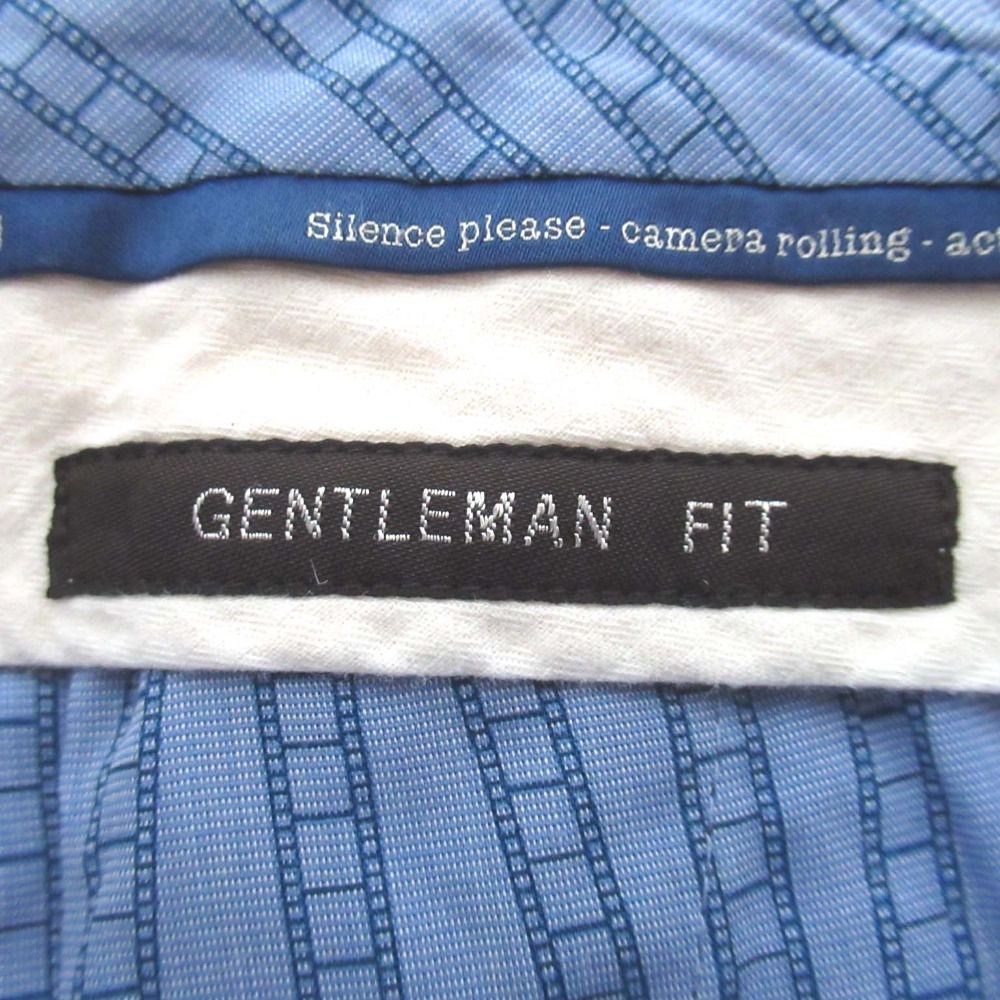 Silence please - camera rolling -
GENTLEMAN FIT